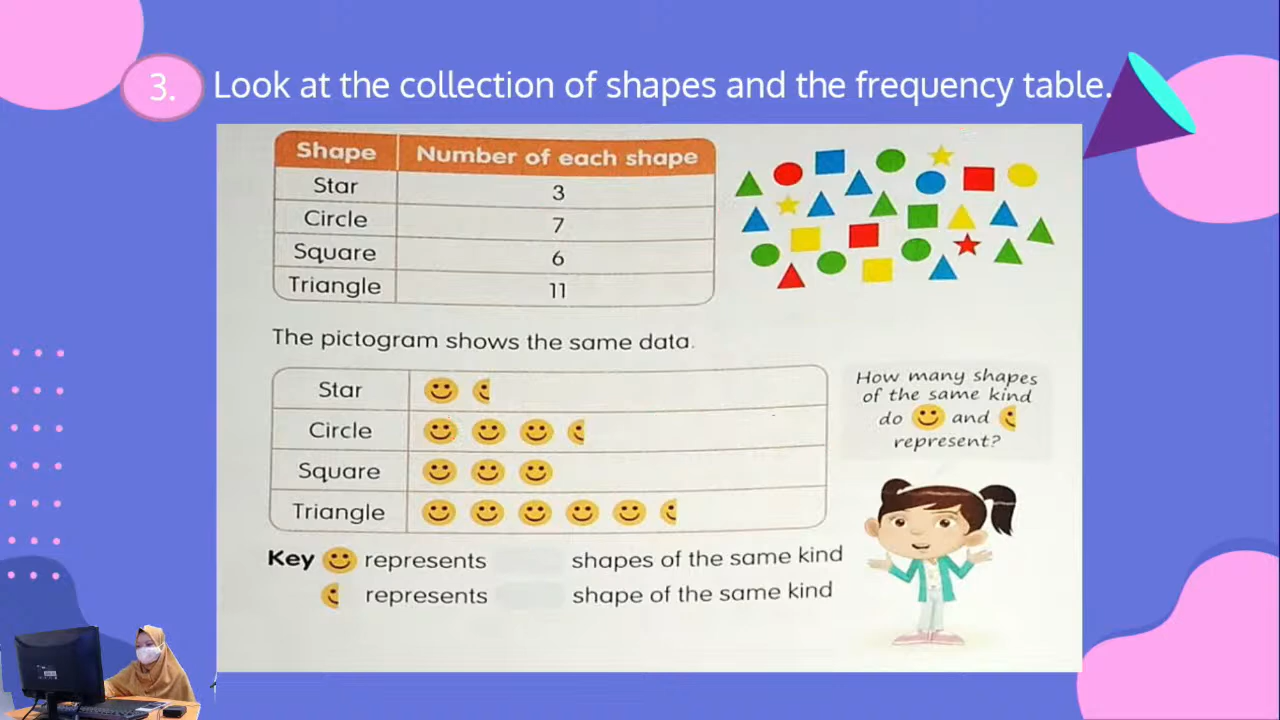 3. Look at the collection of shapes and the frequency table.
Shape Number of each shape
Star 3
Circle 7
Square 6
Triangle 11
The pictogram shows the same data.
Star
Circle
Square
Triangle
How many shapes
of the same kind
do and
represent?
Key represents shapes of the same kind
represents shape of the same kind